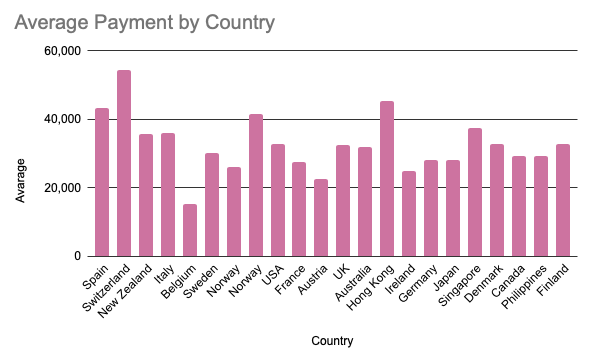 Average Payment by Country
60,000
40,000
20,000
0
Avarage
Spain
Switzerland
New Zealand
Italy
Belgium
Sweden
Norway
Norway
USA
France
Austria
UK
Australia
Hong Kong
Ireland
Germany
Japan
Singapore
Denmark
Canada
Philippines
Finland
Country